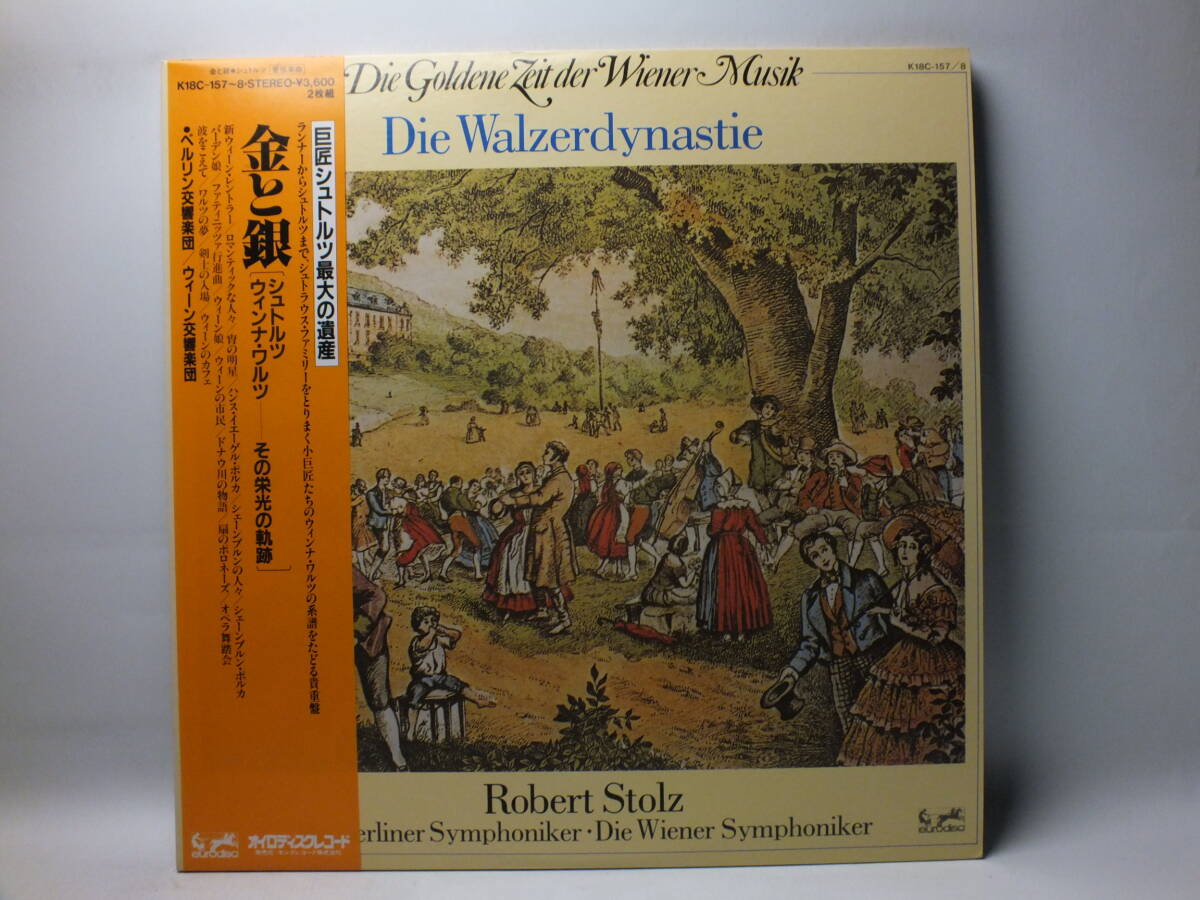 Die Goldene Zeit der Wiener Musik
K18C-157/8
Die Walzerdynastie
Robert Stolz
erliner Symphoniker・Die Wiener Symphoniker
eurodisc
K18C-157~8・STEREO・¥3,600
2枚組
巨匠シュトルツ最大の遺産
ランナーからシュトルツまで、シュトラウス・ファミリーをとりまく小巨匠たちのウィンナ・ワルツの系譜をたどる貴重盤
金と銀
シュトルツ
ウィンナ・ワルツ——その栄光の軌跡
新ウィーン・レントラー/ロマンティックな人々/宵の明星/ハンス・イエーゲル・ポルカ/シェーンブルンの人々/シェーンブルン・ポルカ
バーデン娘/ファティニッツァ行進曲/ウィーン娘/ウィーンの市民/ドナウ川の物語/扇のポロネーズ/オペラ舞踏会
波をこえて/ワルツの夢/剣士の入場/ウィーンのカフェ
●ベルリン交響楽団/ウィーン交響楽団
eurodisc
オイロディスクレコード
発売元 キングレコード株式会社